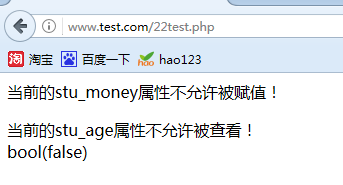 www.test.com/22test.php
淘宝 百度一下 hao123
当前的stu_money属性不允许被赋值！
当前的stu_age属性不允许被查看！
bool(false)